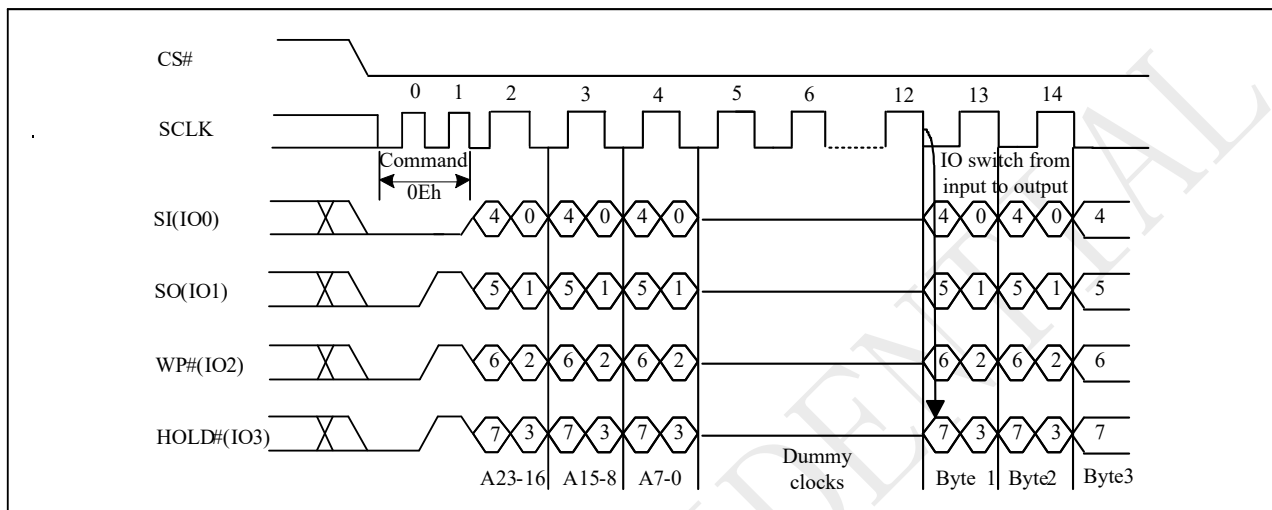 CS#
0 1 2 3 4 5 6 12 13 14
SCLK
Command
0Eh
IO switch from
input to output
SI(IO0)
4 0 4 0 4 0 4 0 4 0 4
SO(IO1)
5 1 5 1 5 1 5 1 5 1 5
WP#(IO2)
6 2 6 2 6 2 6 2 6 2 6
HOLD#(IO3)
7 3 7 3 7 3 7 3 7 3 7
A23-16 A15-8 A7-0
Dummy
clocks
Byte 1 Byte2 Byte3